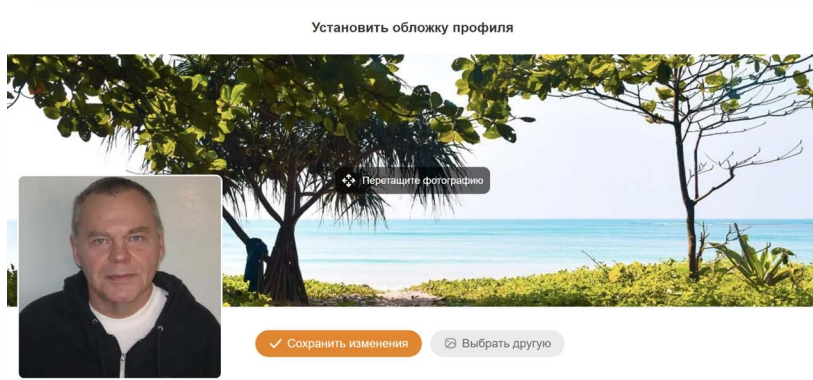 Установить обложку профиля
Перетащите фотографию
Сохранить изменения
Выбрать другую